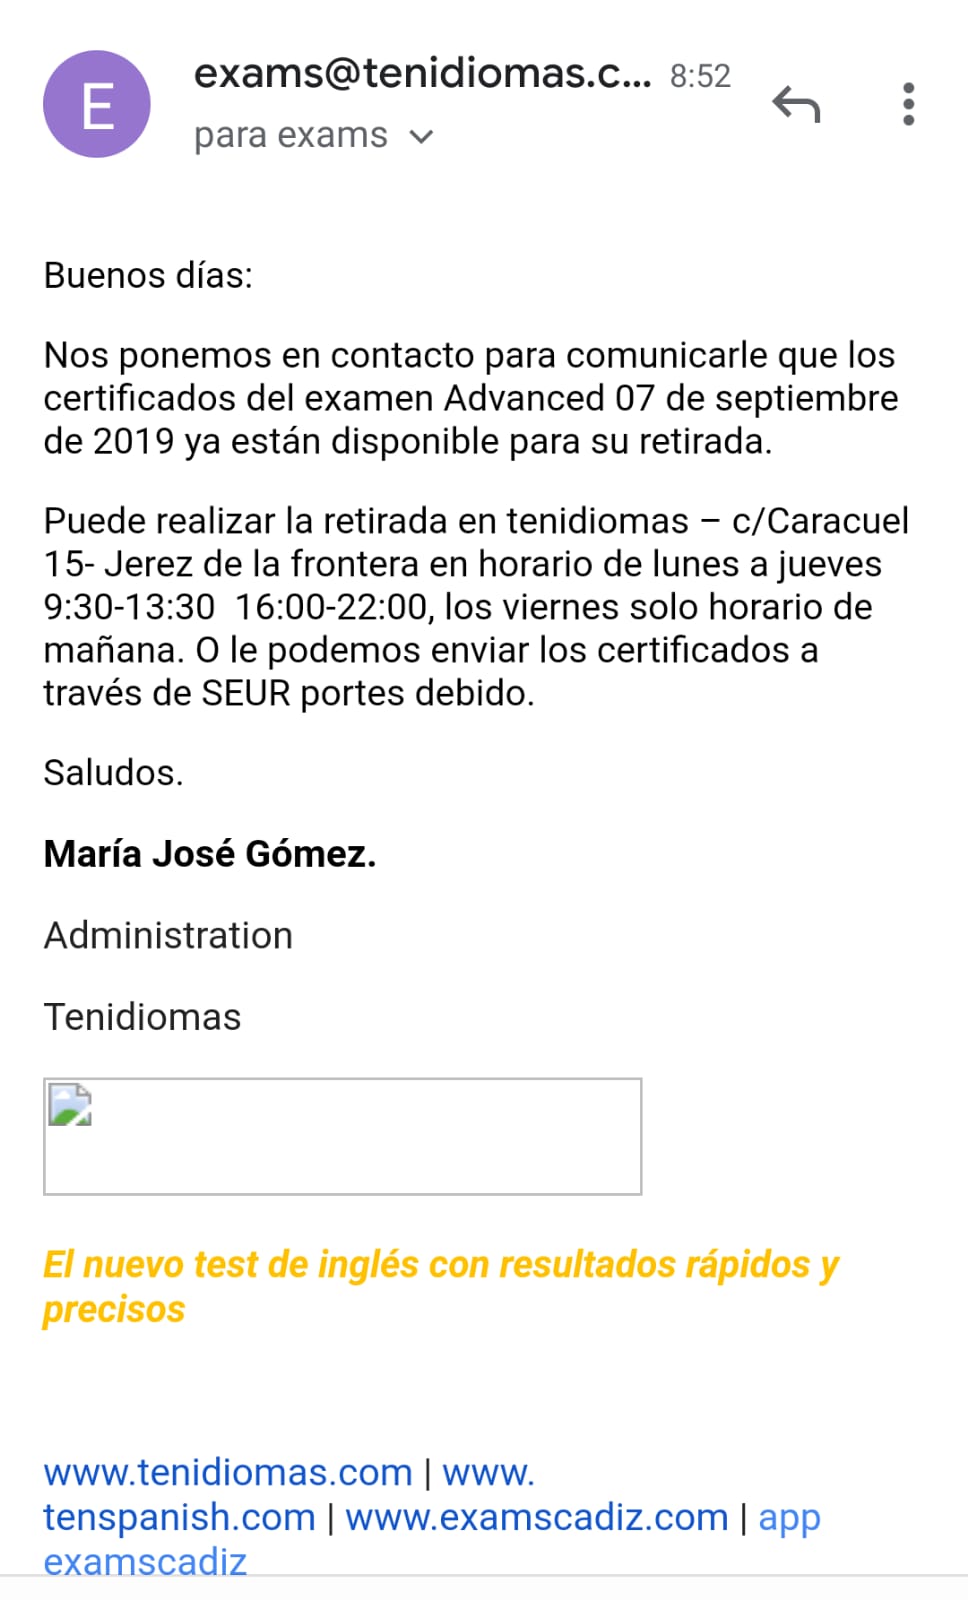 E
exams@tenidiomas.c... 8:52
para exams
Buenos días:
Nos ponemos en contacto para comunicarle que los
certificados del examen Advanced 07 de septiembre
de 2019 ya están disponible para su retirada.
Puede realizar la retirada en tenidiomas – c/Caracuel
15- Jerez de la frontera en horario de lunes a jueves
9:30-13:30  16:00-22:00, los viernes solo horario de
mañana. O le podemos enviar los certificados a
través de SEUR portes debido.
Saludos.
María José Gómez.
Administration
Tenidiomas
El nuevo test de inglés con resultados rápidos y
precisos
www.tenidiomas.com | www.
tenspanish.com | www.examscadiz.com | app
examscadiz